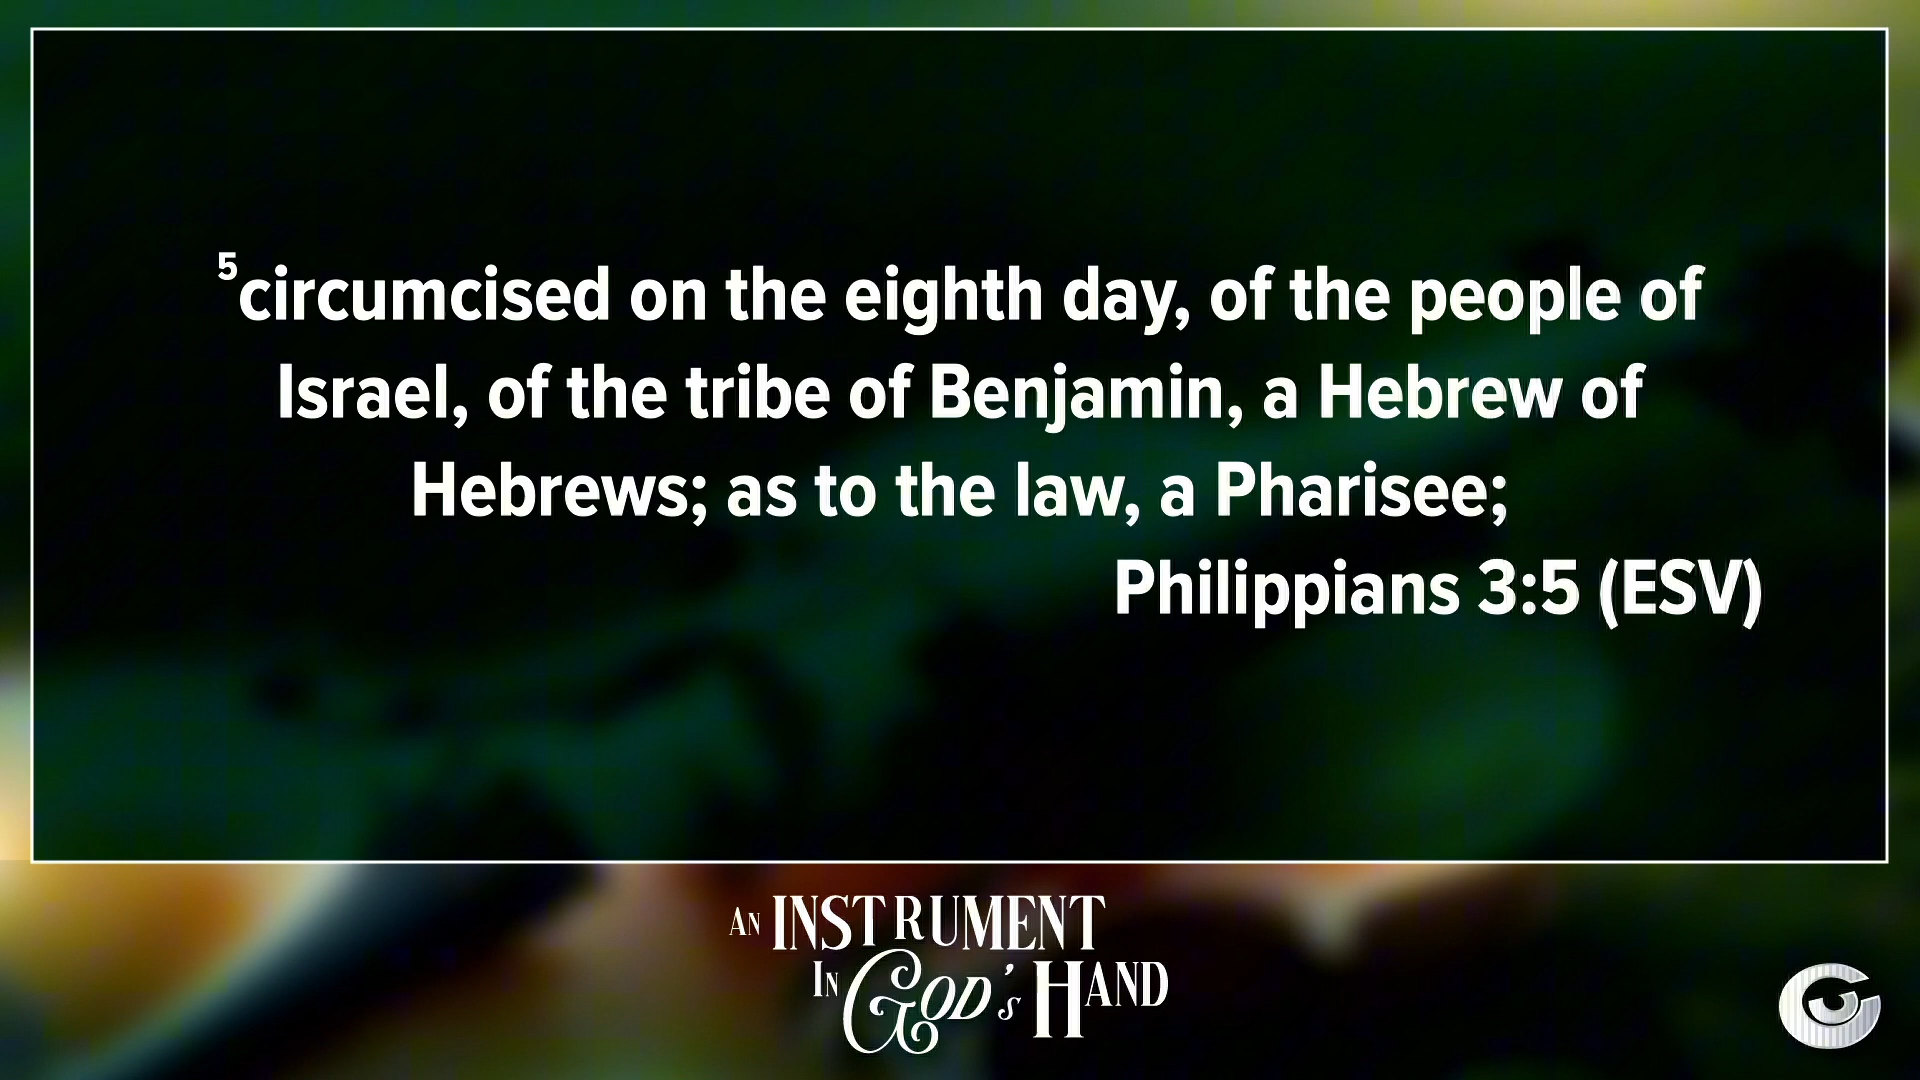 ⁵circumcised on the eighth day, of the people of
Israel, of the tribe of Benjamin, a Hebrew of
Hebrews; as to the law, a Pharisee;
Philippians 3:5 (ESV)
AN INSTRUMENT
IN GOD's HAND